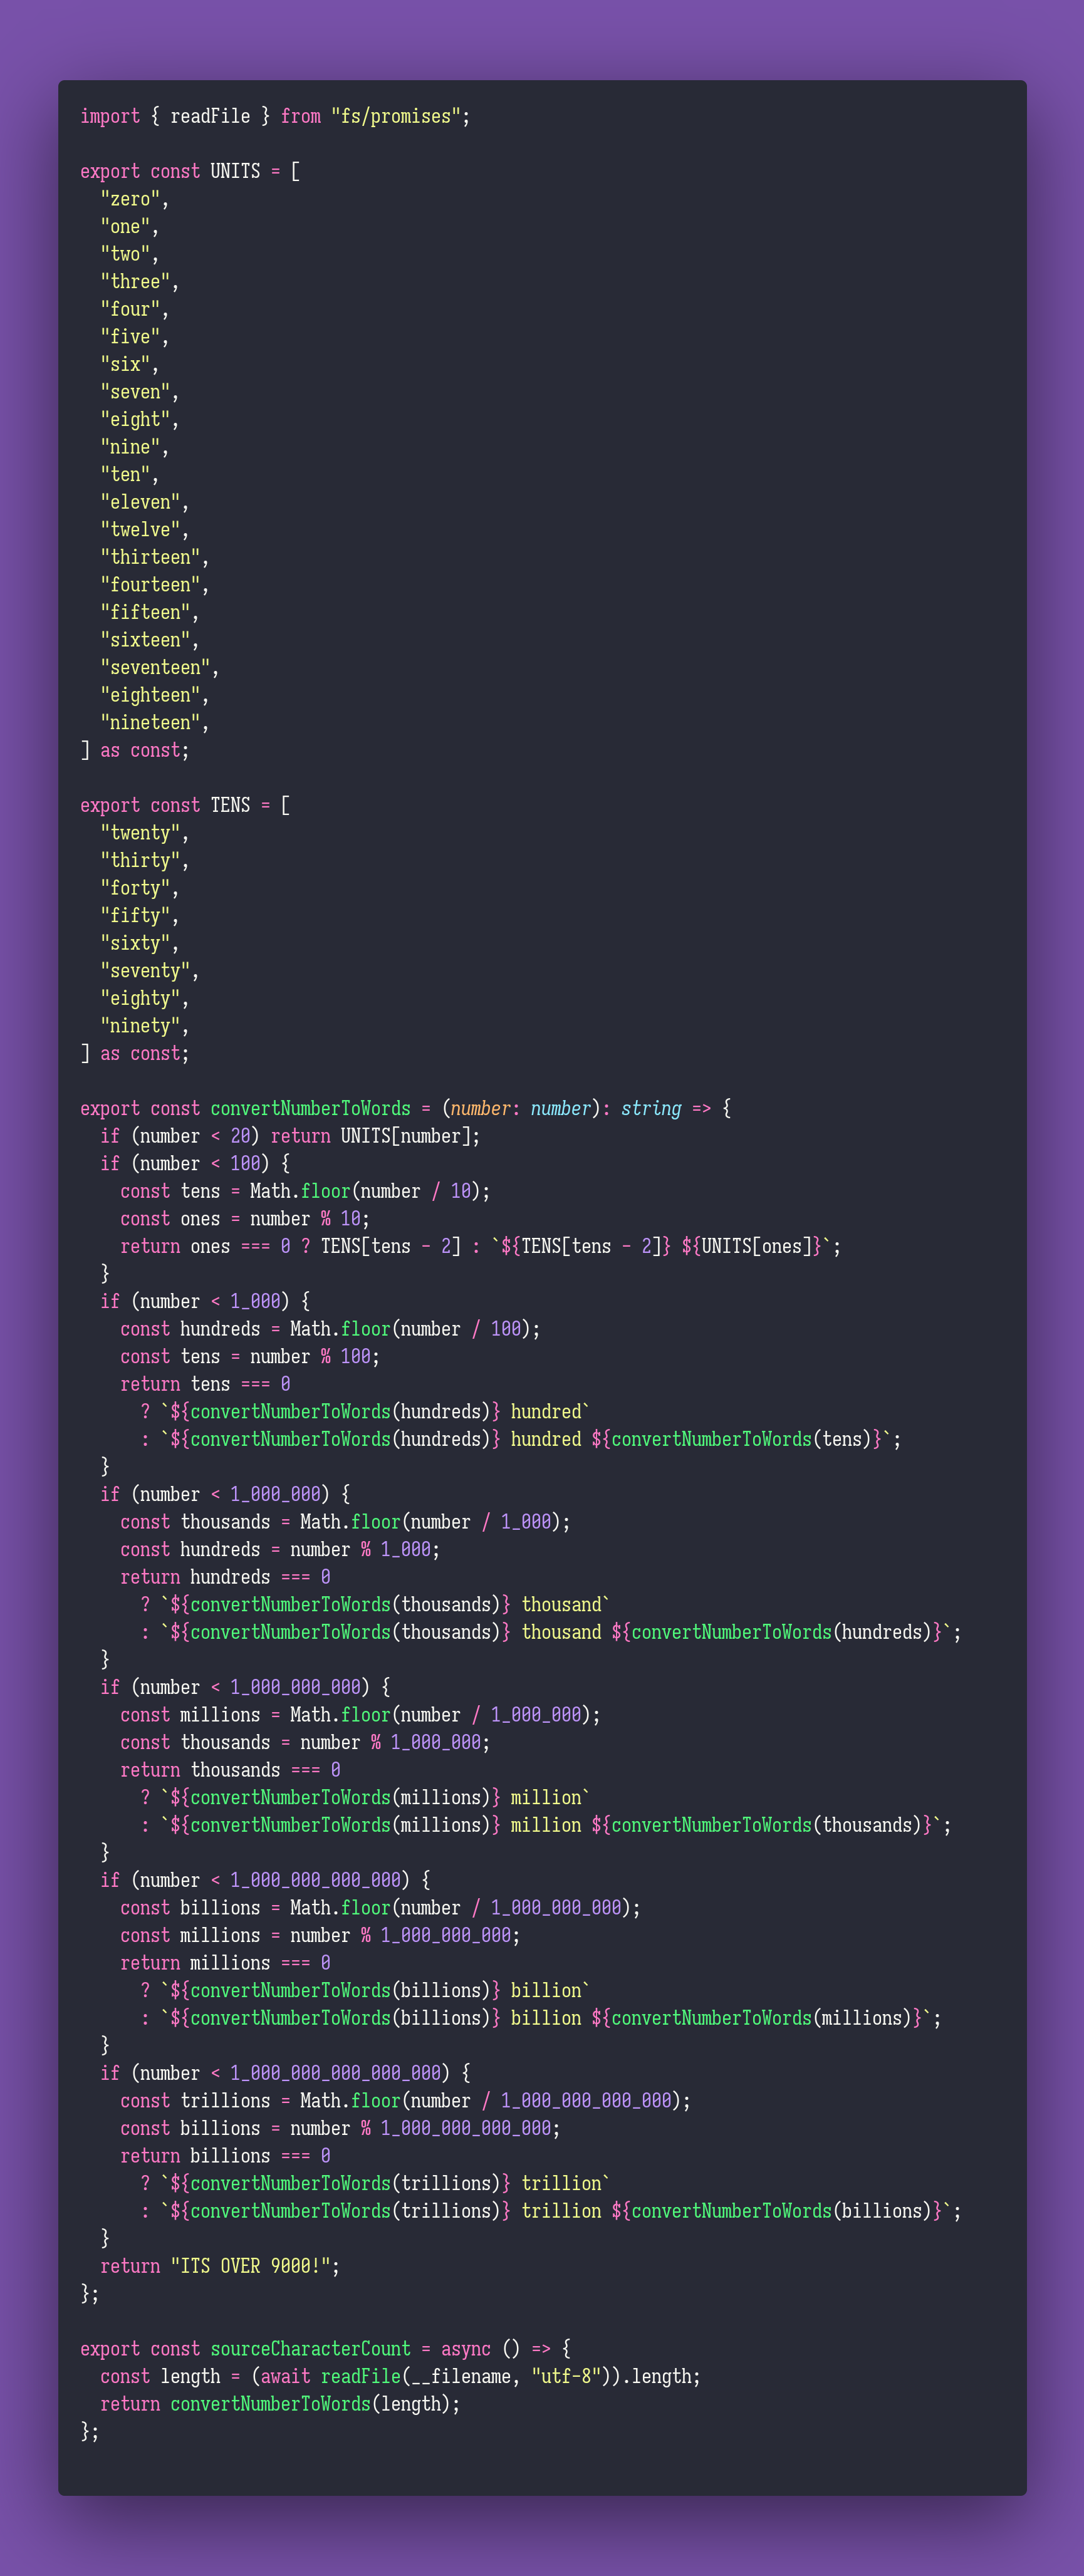 import { readFile } from "fs/promises";

export const UNITS = [
  "zero",
  "one",
  "two",
  "three",
  "four",
  "five",
  "six",
  "seven",
  "eight",
  "nine",
  "ten",
  "eleven",
  "twelve",
  "thirteen",
  "fourteen",
  "fifteen",
  "sixteen",
  "seventeen",
  "eighteen",
  "nineteen",
] as const;

export const TENS = [
  "twenty",
  "thirty",
  "forty",
  "fifty",
  "sixty",
  "seventy",
  "eighty",
  "ninety",
] as const;

export const convertNumberToWords = (number: number): string => {
  if (number < 20) return UNITS[number];
  if (number < 100) {
    const tens = Math.floor(number / 10);
    const ones = number % 10;
    return ones === 0 ? TENS[tens - 2] : `${TENS[tens - 2]} ${UNITS[ones]}`;
  }
  if (number < 1_000) {
    const hundreds = Math.floor(number / 100);
    const tens = number % 100;
    return tens === 0
      ? `${convertNumberToWords(hundreds)} hundred`
      : `${convertNumberToWords(hundreds)} hundred ${convertNumberToWords(tens)}`;
  }
  if (number < 1_000_000) {
    const thousands = Math.floor(number / 1_000);
    const hundreds = number % 1_000;
    return hundreds === 0
      ? `${convertNumberToWords(thousands)} thousand`
      : `${convertNumberToWords(thousands)} thousand ${convertNumberToWords(hundreds)}`;
  }
  if (number < 1_000_000_000) {
    const millions = Math.floor(number / 1_000_000);
    const thousands = number % 1_000_000;
    return thousands === 0
      ? `${convertNumberToWords(millions)} million`
      : `${convertNumberToWords(millions)} million ${convertNumberToWords(thousands)}`;
  }
  if (number < 1_000_000_000_000) {
    const billions = Math.floor(number / 1_000_000_000);
    const millions = number % 1_000_000_000;
    return millions === 0
      ? `${convertNumberToWords(billions)} billion`
      : `${convertNumberToWords(billions)} billion ${convertNumberToWords(millions)}`;
  }
  if (number < 1_000_000_000_000_000) {
    const trillions = Math.floor(number / 1_000_000_000_000);
    const billions = number % 1_000_000_000_000;
    return billions === 0
      ? `${convertNumberToWords(trillions)} trillion`
      : `${convertNumberToWords(trillions)} trillion ${convertNumberToWords(billions)}`;
  }
  return "ITS OVER 9000!";
};

export const sourceCharacterCount = async () => {
  const length = (await readFile(__filename, "utf-8")).length;
  return convertNumberToWords(length);
};